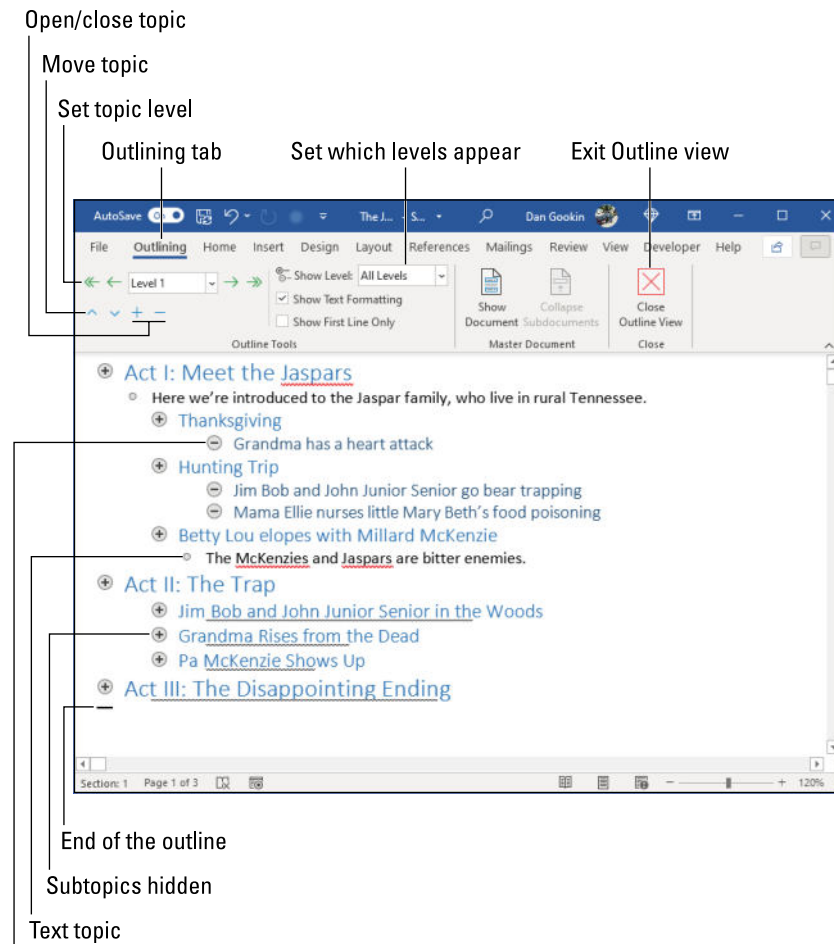 Open/close topic
Move topic
Set topic level
Outlining tab Set which levels appear Exit Outline view
AutoSave On The J... - S... Dan Gookin
File Outlining Home Insert Design Layout References Mailings Review View Developer Help
Level 1 Show Level: All Levels
Show Text Formatting
Show First Line Only
Show Document Collapse Subdocuments Close Outline View
Outline Tools Master Document Close
Act I: Meet the Jaspars
Here we're introduced to the Jaspar family, who live in rural Tennessee.
Thanksgiving
Grandma has a heart attack
Hunting Trip
Jim Bob and John Junior Senior go bear trapping
Mama Ellie nurses little Mary Beth's food poisoning
Betty Lou elopes with Millard McKenzie
The McKenzies and Jaspars are bitter enemies.
Act II: The Trap
Jim Bob and John Junior Senior in the Woods
Grandma Rises from the Dead
Pa McKenzie Shows Up
Act III: The Disappointing Ending
Section: 1 Page 1 of 3 120%
End of the outline
Subtopics hidden
Text topic